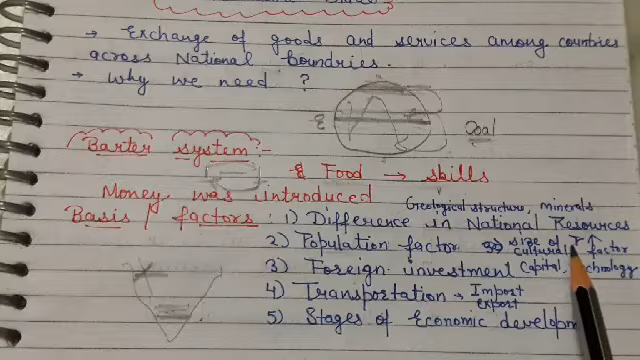 → Exchange of goods and services among countries
across National boundries.
→ Why we need ?
Coal
Barter system :-
Food → skills
Money was introduced
Geological structure, minerals
Basis / factors : 1) Difference in National Resources
2) Population factor size of P ↑
cultural factor
3) Foreign investment Capital,
4) Transportation → Import
export
5) Stages of Economic